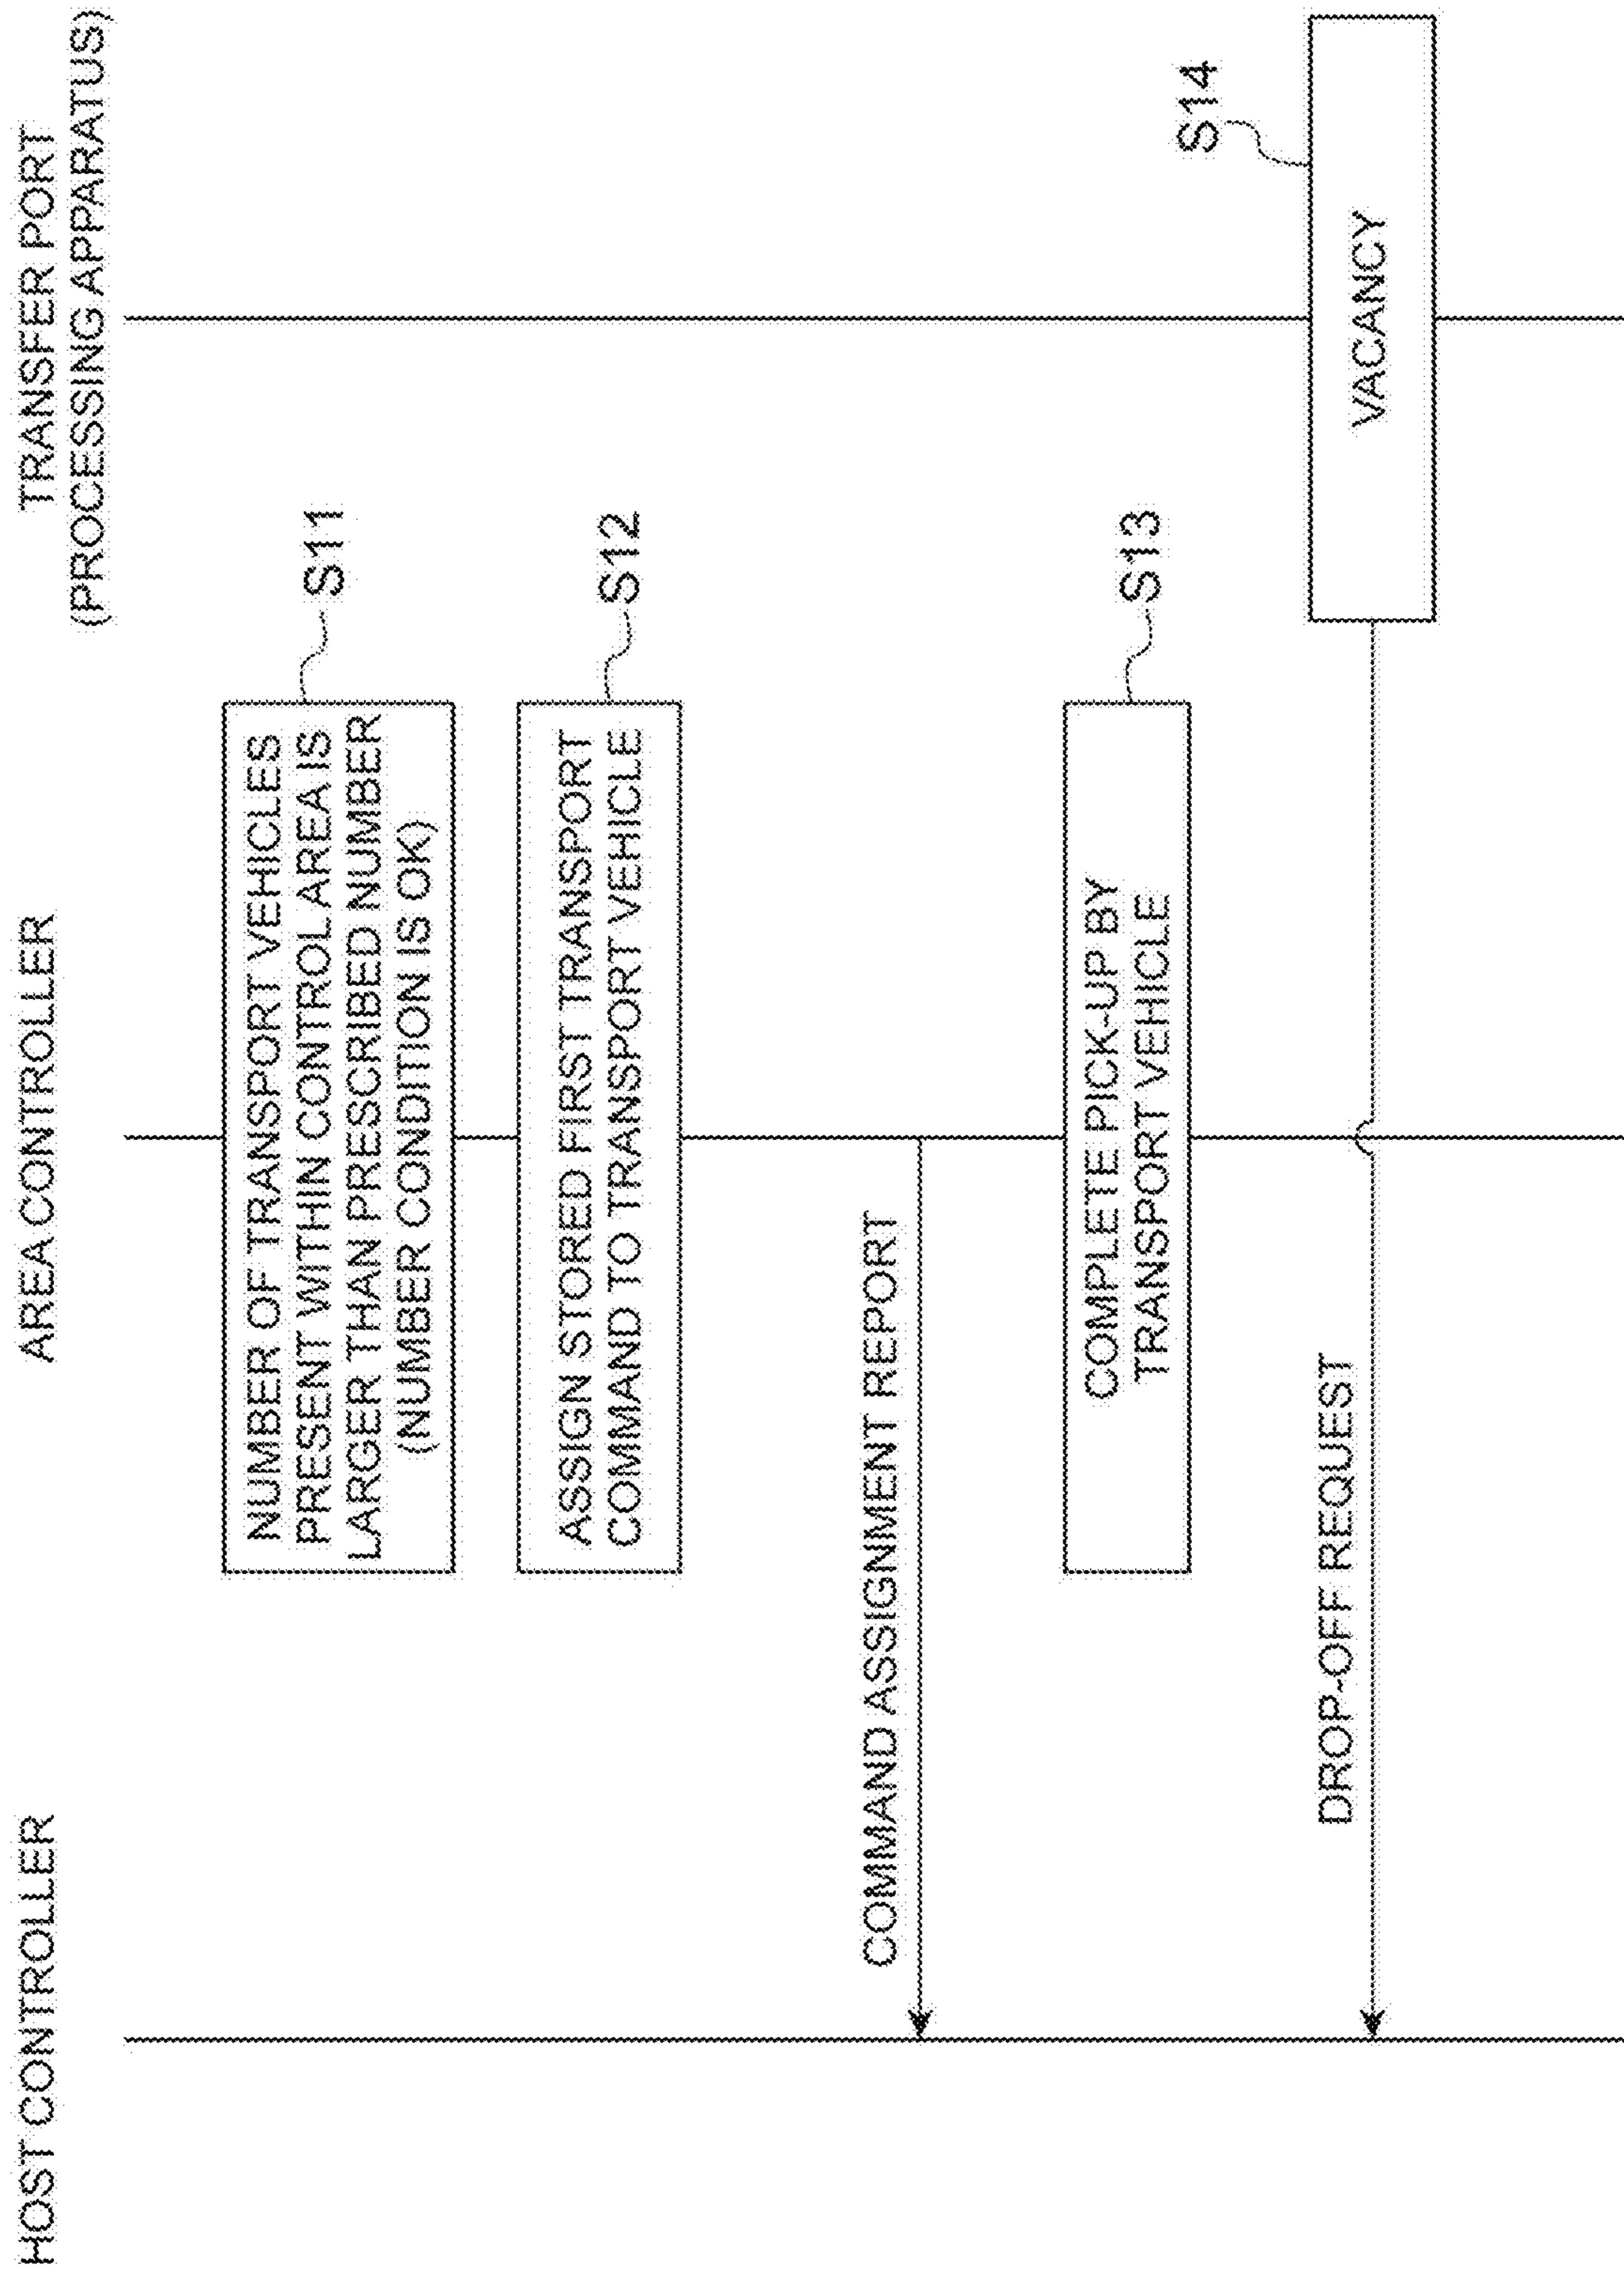 HOST CONTROLLER
AREA CONTROLLER
TRANSFER PORT
(PROCESSING APPARATUS)
NUMBER OF TRANSPORT VEHICLES
PRESENT WITHIN CONTROL AREA IS
LARGER THAN PRESCRIBED NUMBER
(NUMBER CONDITION IS OK)
S11
ASSIGN STORED FIRST TRANSPORT
COMMAND TO TRANSPORT VEHICLE
S12
COMMAND ASSIGNMENT REPORT
COMPLETE PICK-UP BY
TRANSPORT VEHICLE
S13
S14
VACANCY
DROP-OFF REQUEST